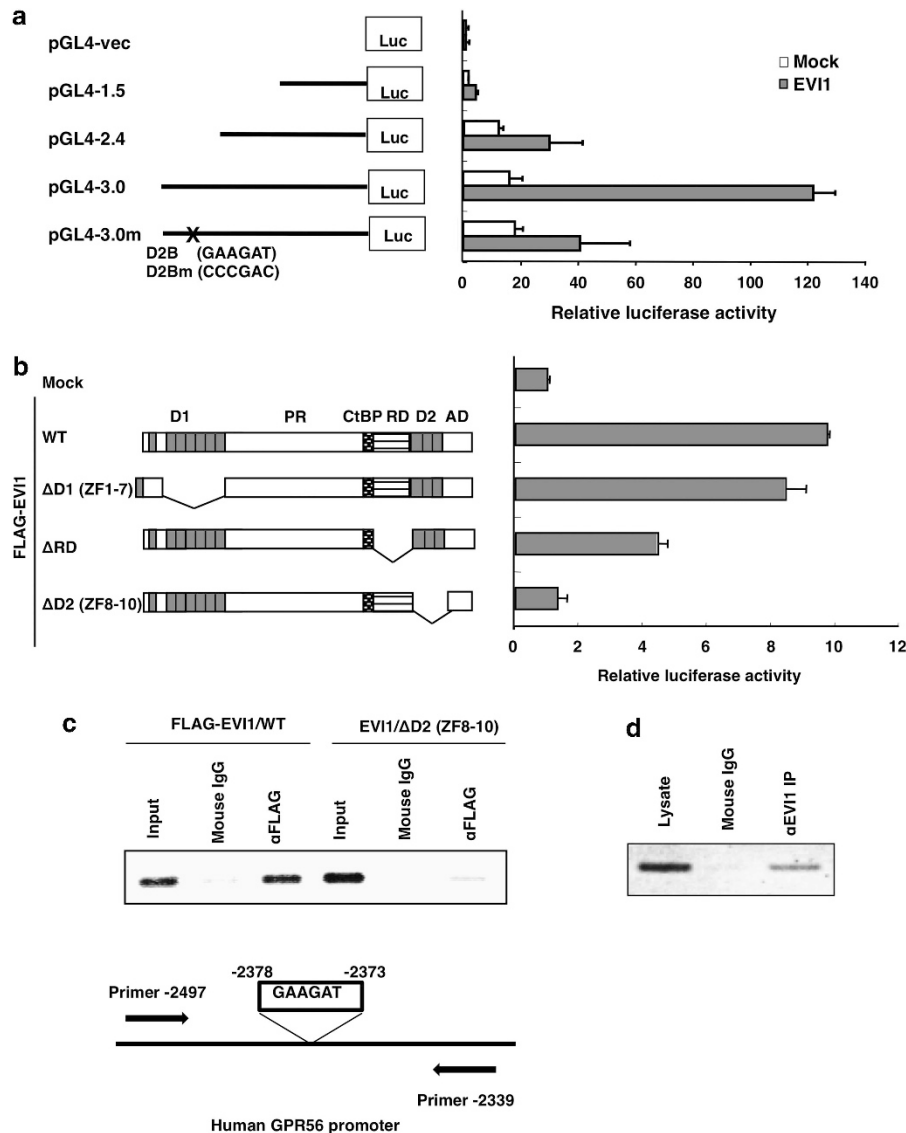 a
pGL4-vec
Luc
pGL4-1.5
Luc
pGL4-2.4
Luc
pGL4-3.0
Luc
pGL4-3.0m
X
Luc
D2B (GAAGAT)
D2Bm (CCCGAC)
Mock
EVI1
0 20 40 60 80 100 120 140
Relative luciferase activity
b
Mock
FLAG-EVI1
D1 PR CtBP RD D2 AD
WT
ΔD1 (ZF1-7)
ΔRD
ΔD2 (ZF8-10)
0 2 4 6 8 10 12
Relative luciferase activity
c
FLAG-EVI1/WT EVI1/ΔD2 (ZF8-10)
Input Mouse IgG αFLAG Input Mouse IgG αFLAG
d
Lysate Mouse IgG αEVI1 IP
-2378 -2373
Primer -2497 GAAGAT
Primer -2339
Human GPR56 promoter